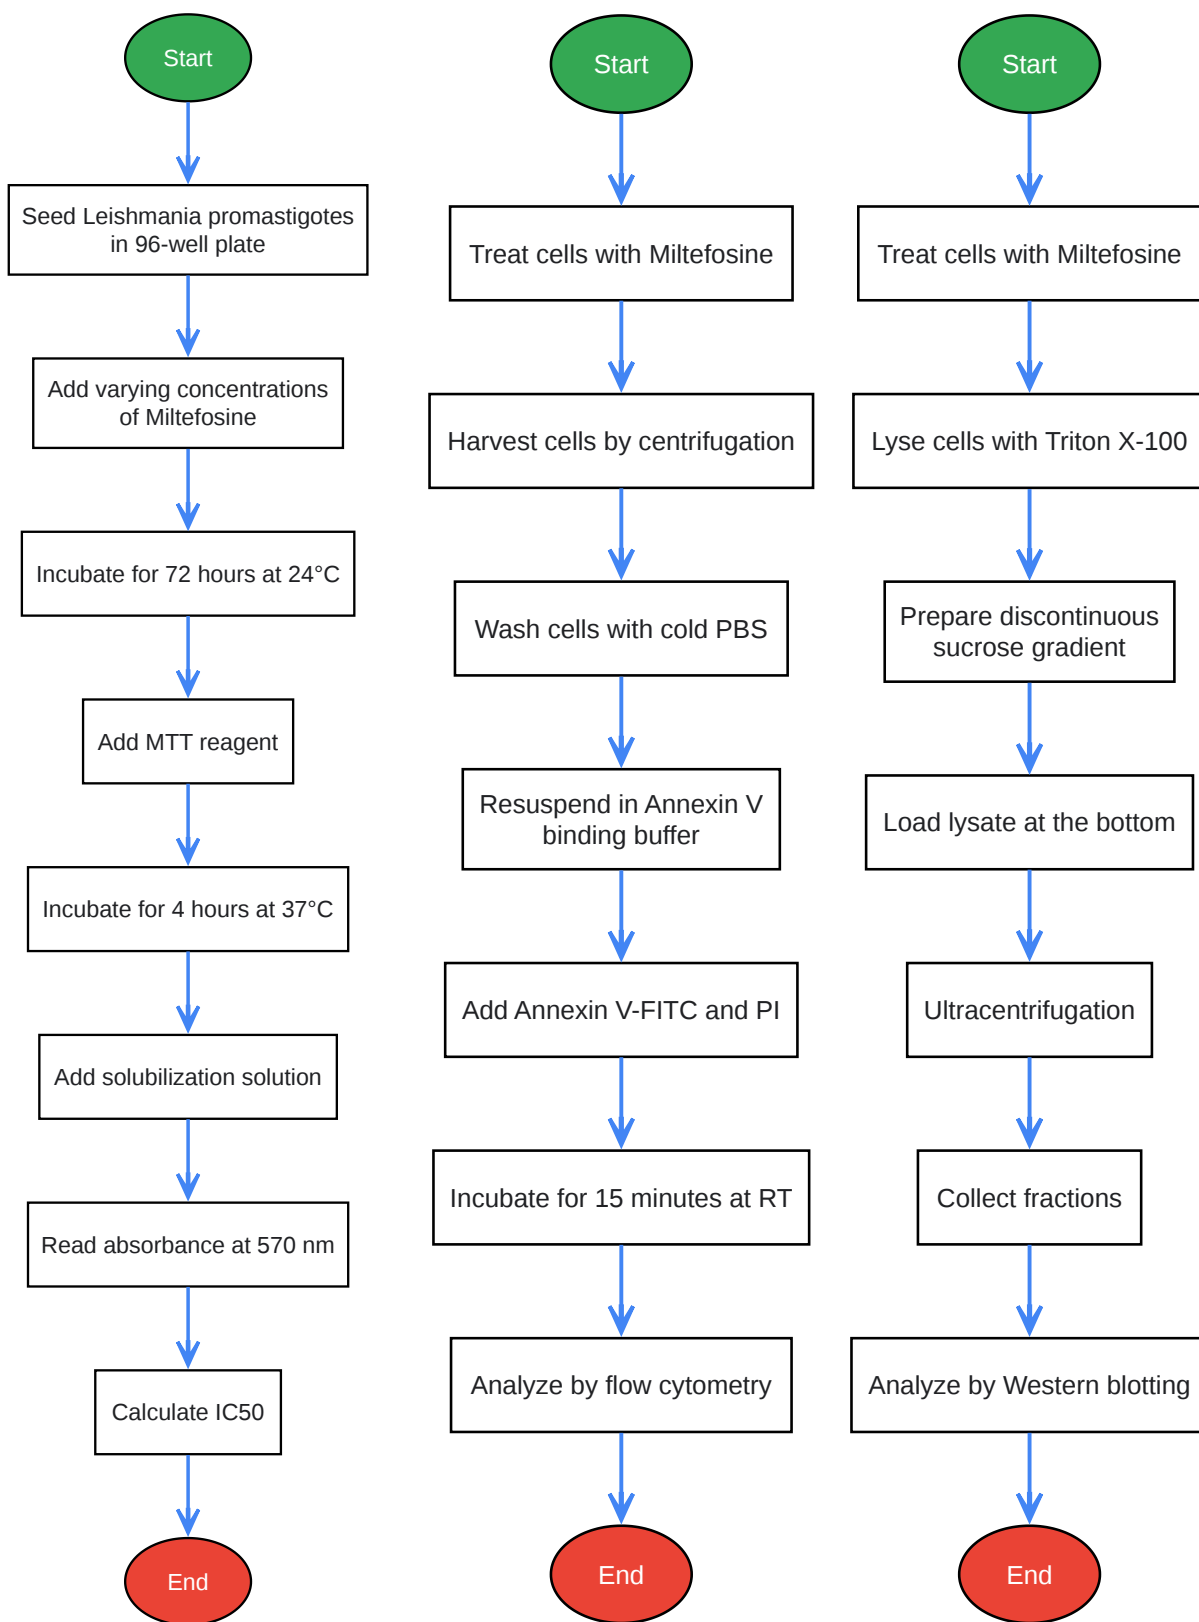 Start
Seed Leishmania promastigotes
in 96-well plate
Add varying concentrations
of Miltefosine
Incubate for 72 hours at 24°C
Add MTT reagent
Incubate for 4 hours at 37°C
Add solubilization solution
Read absorbance at 570 nm
Calculate IC50
End
Start
Treat cells with Miltefosine
Harvest cells by centrifugation
Wash cells with cold PBS
Resuspend in Annexin V
binding buffer
Add Annexin V-FITC and PI
Incubate for 15 minutes at RT
Analyze by flow cytometry
End
Start
Treat cells with Miltefosine
Lyse cells with Triton X-100
Prepare discontinuous
sucrose gradient
Load lysate at the bottom
Ultracentrifugation
Collect fractions
Analyze by Western blotting
End